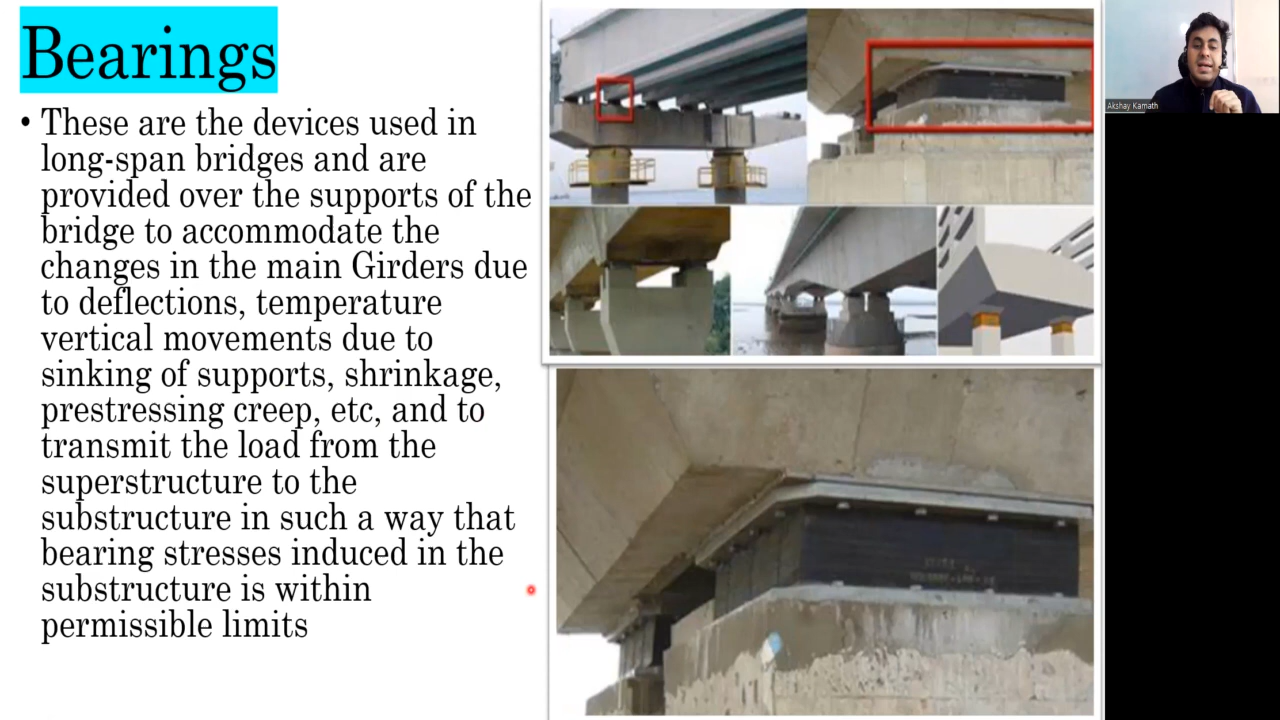 Bearings
• These are the devices used in
long-span bridges and are
provided over the supports of the
bridge to accommodate the
changes in the main Girders due
to deflections, temperature
vertical movements due to
sinking of supports, shrinkage,
prestressing creep, etc, and to
transmit the load from the
superstructure to the
substructure in such a way that
bearing stresses induced in the
substructure is within
permissible limits
Akshay Kamath